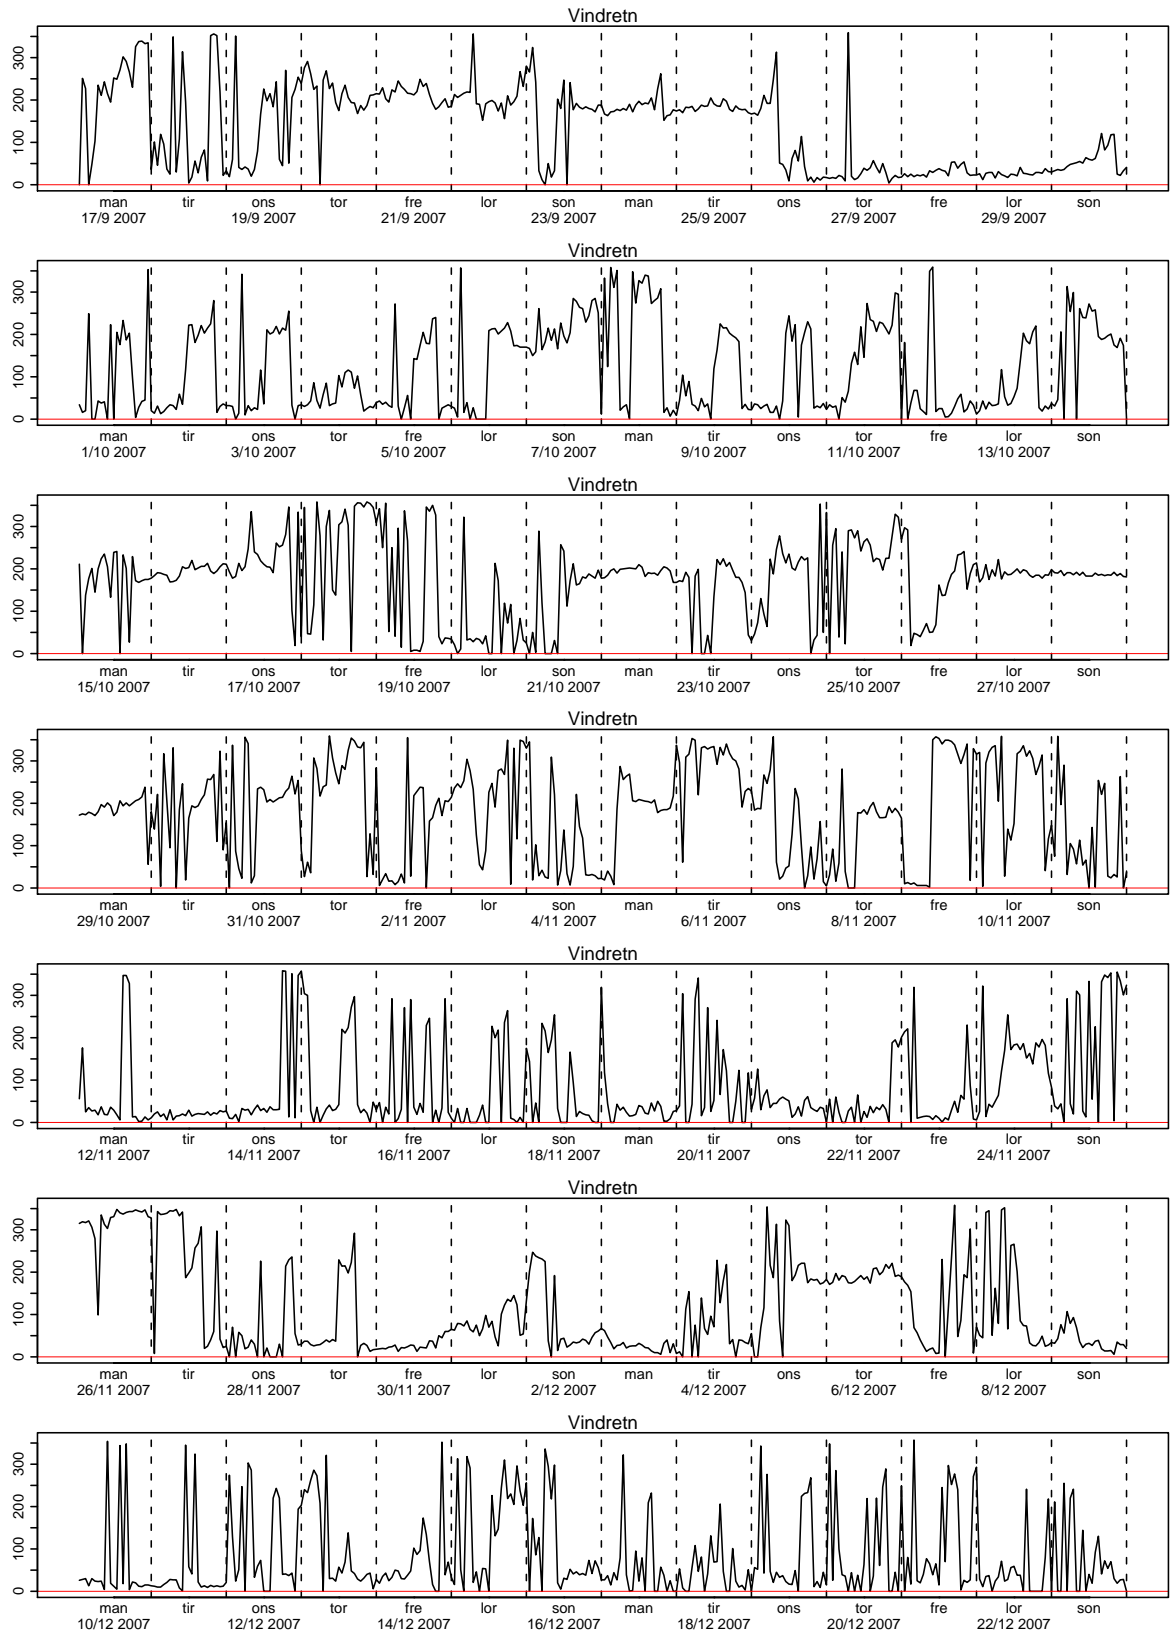 Vindretn
300
200
100
0
man tir ons tor fre lor son man tir ons tor fre lor son
17/9 2007 19/9 2007 21/9 2007 23/9 2007 25/9 2007 27/9 2007 29/9 2007
Vindretn
300
200
100
0
man tir ons tor fre lor son man tir ons tor fre lor son
1/10 2007 3/10 2007 5/10 2007 7/10 2007 9/10 2007 11/10 2007 13/10 2007
Vindretn
300
200
100
0
man tir ons tor fre lor son man tir ons tor fre lor son
15/10 2007 17/10 2007 19/10 2007 21/10 2007 23/10 2007 25/10 2007 27/10 2007
Vindretn
300
200
100
0
man tir ons tor fre lor son man tir ons tor fre lor son
29/10 2007 31/10 2007 2/11 2007 4/11 2007 6/11 2007 8/11 2007 10/11 2007
Vindretn
300
200
100
0
man tir ons tor fre lor son man tir ons tor fre lor son
12/11 2007 14/11 2007 16/11 2007 18/11 2007 20/11 2007 22/11 2007 24/11 2007
Vindretn
300
200
100
0
man tir ons tor fre lor son man tir ons tor fre lor son
26/11 2007 28/11 2007 30/11 2007 2/12 2007 4/12 2007 6/12 2007 8/12 2007
Vindretn
300
200
100
0
man tir ons tor fre lor son man tir ons tor fre lor son
10/12 2007 12/12 2007 14/12 2007 16/12 2007 18/12 2007 20/12 2007 22/12 2007